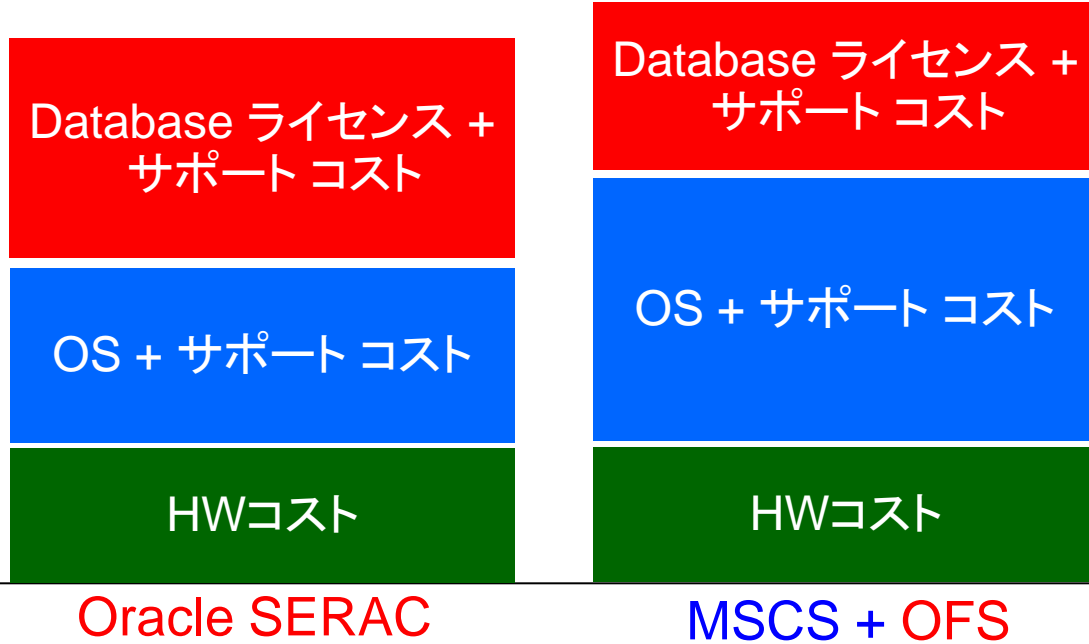 Database ライセンス +
サポート コスト
OS + サポート コスト
HWコスト
Oracle SERAC
Database ライセンス +
サポート コスト
OS + サポート コスト
HWコスト
MSCS + OFS